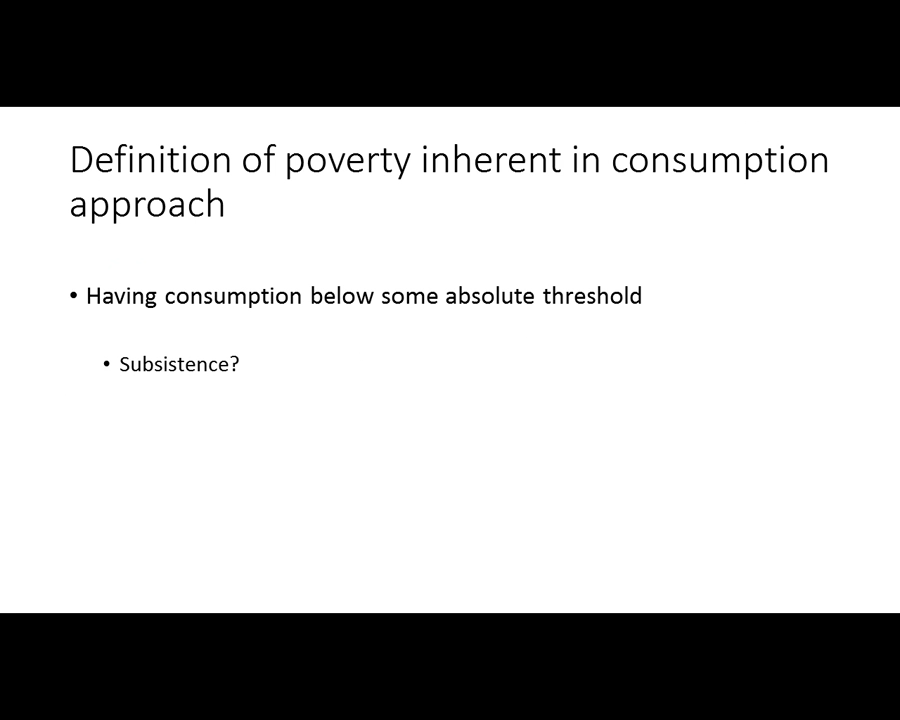 Definition of poverty inherent in consumption
approach
• Having consumption below some absolute threshold
• Subsistence?